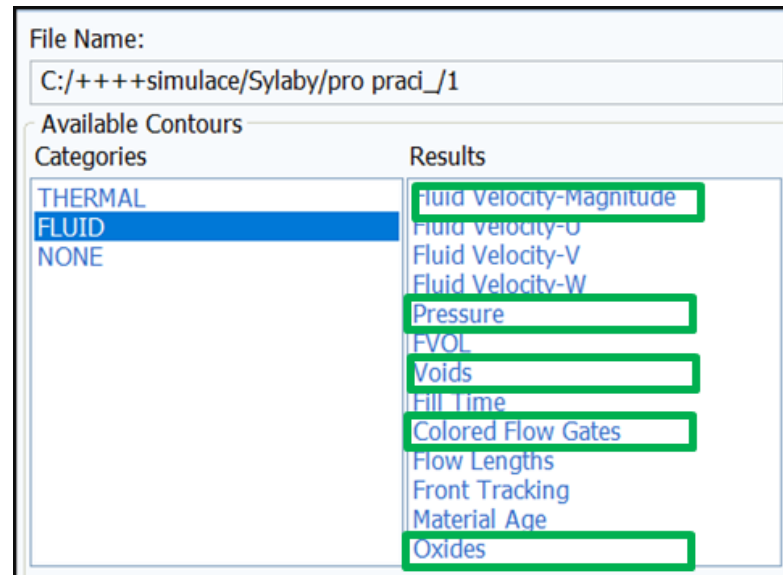 File Name:
C:/++++simulace/Sylaby/pro praci_/1
Available Contours
Categories
THERMAL
FLUID
NONE
Results
Fluid Velocity-Magnitude
Fluid Velocity-U
Fluid Velocity-V
Fluid Velocity-W
Pressure
FVOL
Voids
Fill Time
Colored Flow Gates
Flow Lengths
Front Tracking
Material Age
Oxides